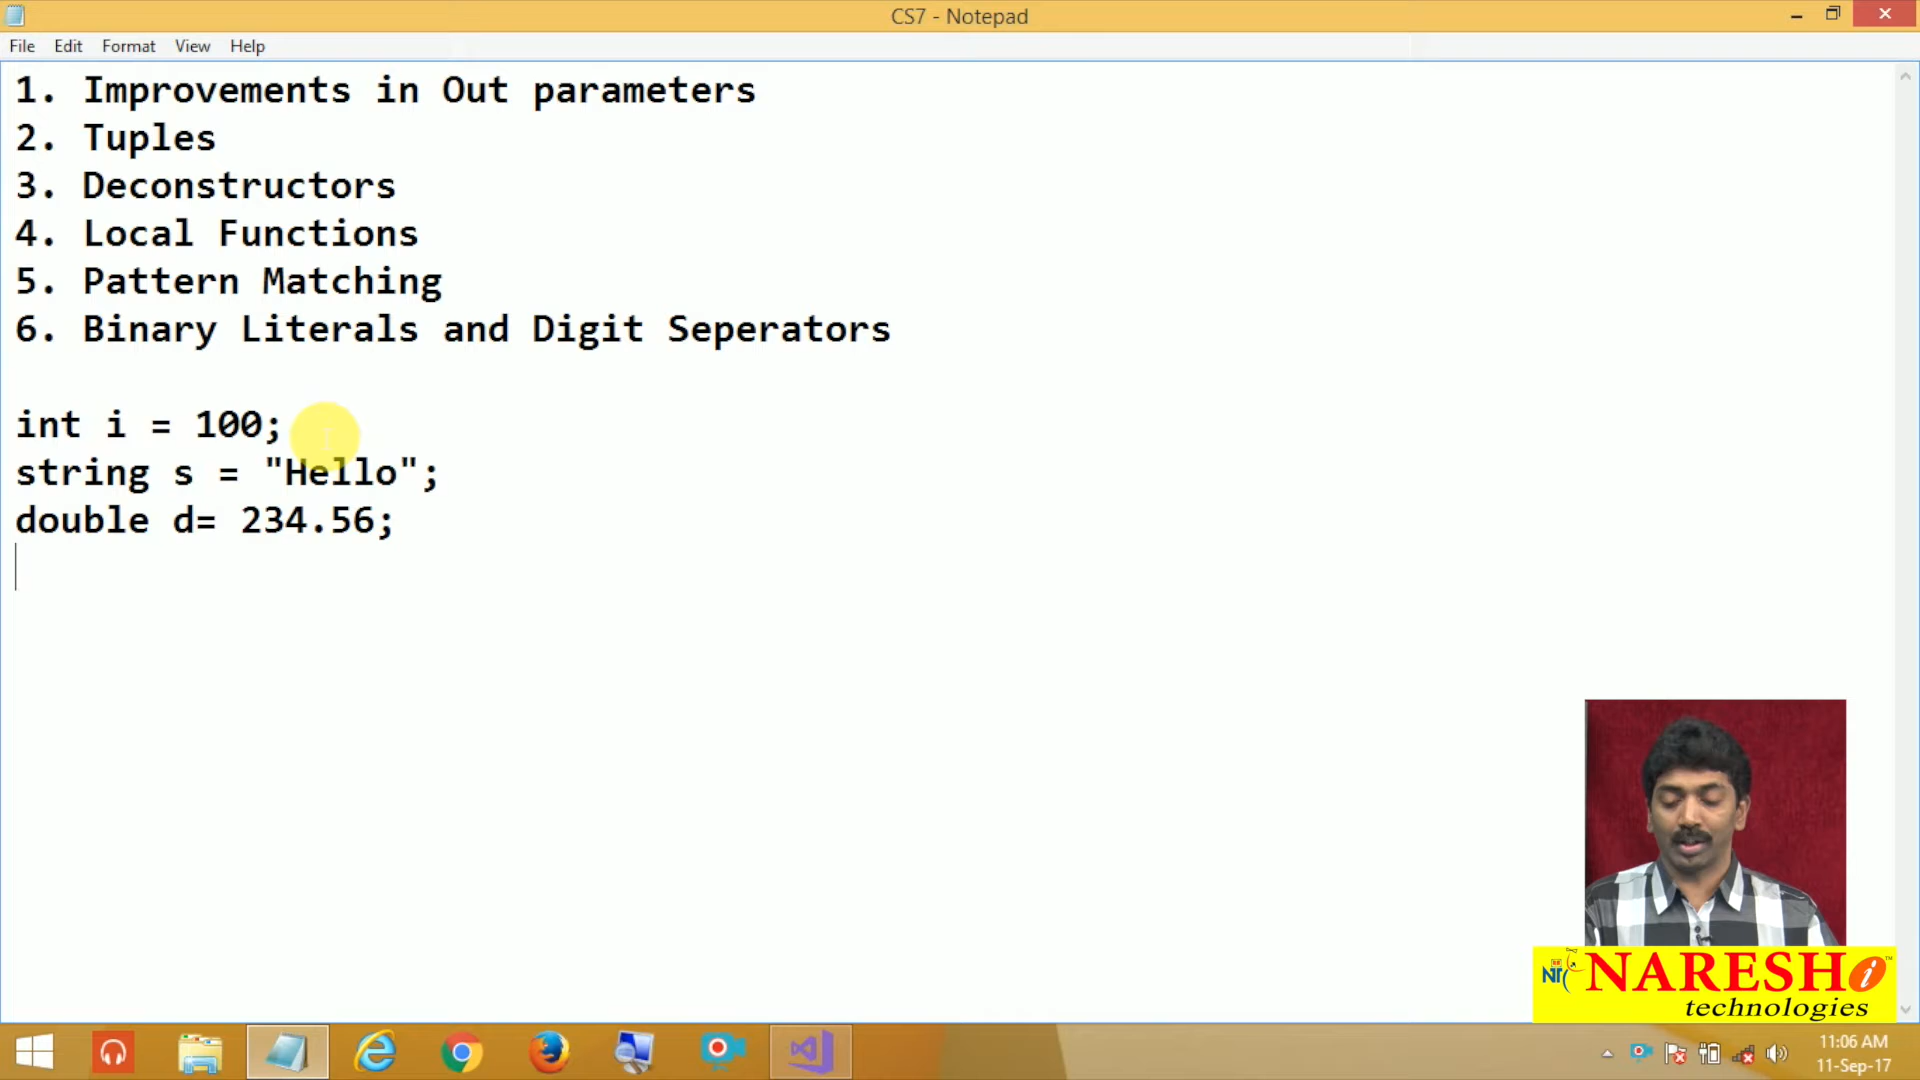 CS7 - Notepad
File Edit Format View Help
1. Improvements in Out parameters
2. Tuples
3. Deconstructors
4. Local Functions
5. Pattern Matching
6. Binary Literals and Digit Seperators
int i = 100;
string s = "Hello";
double d= 234.56;
NARESH i
technologies
11:06 AM
11-Sep-17